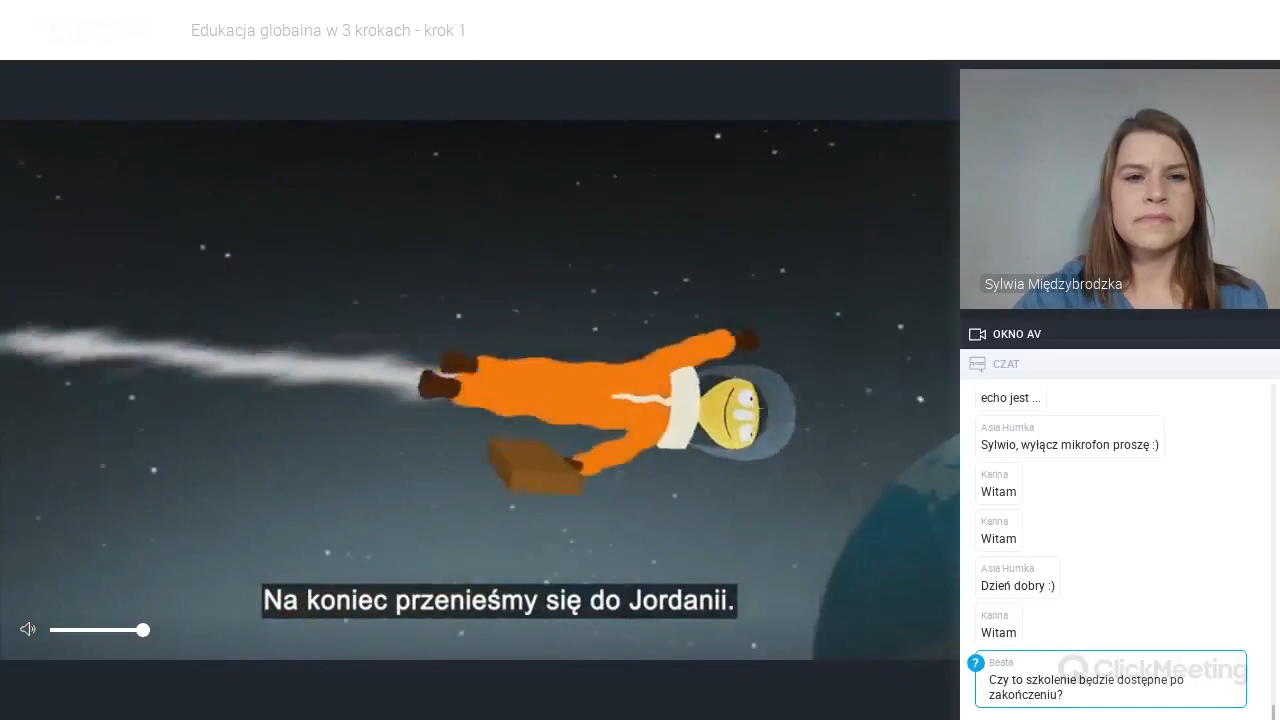 Edukacja globalna w 3 krokach - krok 1
Na koniec przenieśmy się do Jordanii.
Sylwia Międzybrodzka
OKNO AV
CZAT
echo jest ...
Asia Humka
Sylwio, wyłącz mikrofon proszę :)
Karina
Witam
Karina
Witam
Asia Humka
Dzień dobry :)
Karina
Witam
?
Beata
Czy to szkolenie będzie dostępne po
zakończeniu?
ClickMeeting